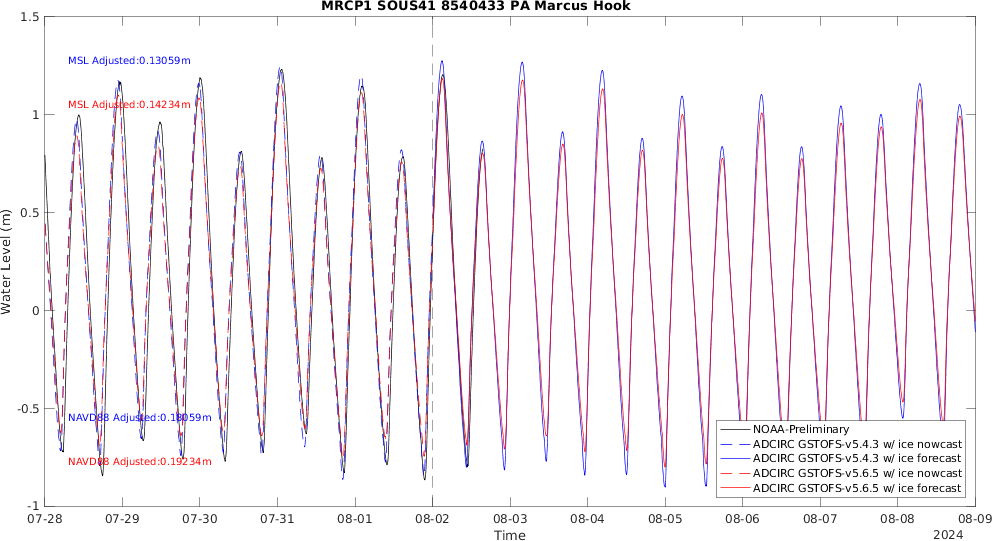 MRCP1 SOUS41 8540433 PA Marcus Hook
1.5
1
0.5
0
-0.5
-1
Water Level (m)
MSL Adjusted:0.13059m
MSL Adjusted:0.14234m
NAVD88 Adjusted:0.18059m
NAVD88 Adjusted:0.19234m
NOAA-Preliminary
ADCIRC GSTOFS-v5.4.3 w/ ice nowcast
ADCIRC GSTOFS-v5.4.3 w/ ice forecast
ADCIRC GSTOFS-v5.6.5 w/ ice nowcast
ADCIRC GSTOFS-v5.6.5 w/ ice forecast
07-28 07-29 07-30 07-31 08-01 08-02 08-03 08-04 08-05 08-06 08-07 08-08 08-09
Time
2024